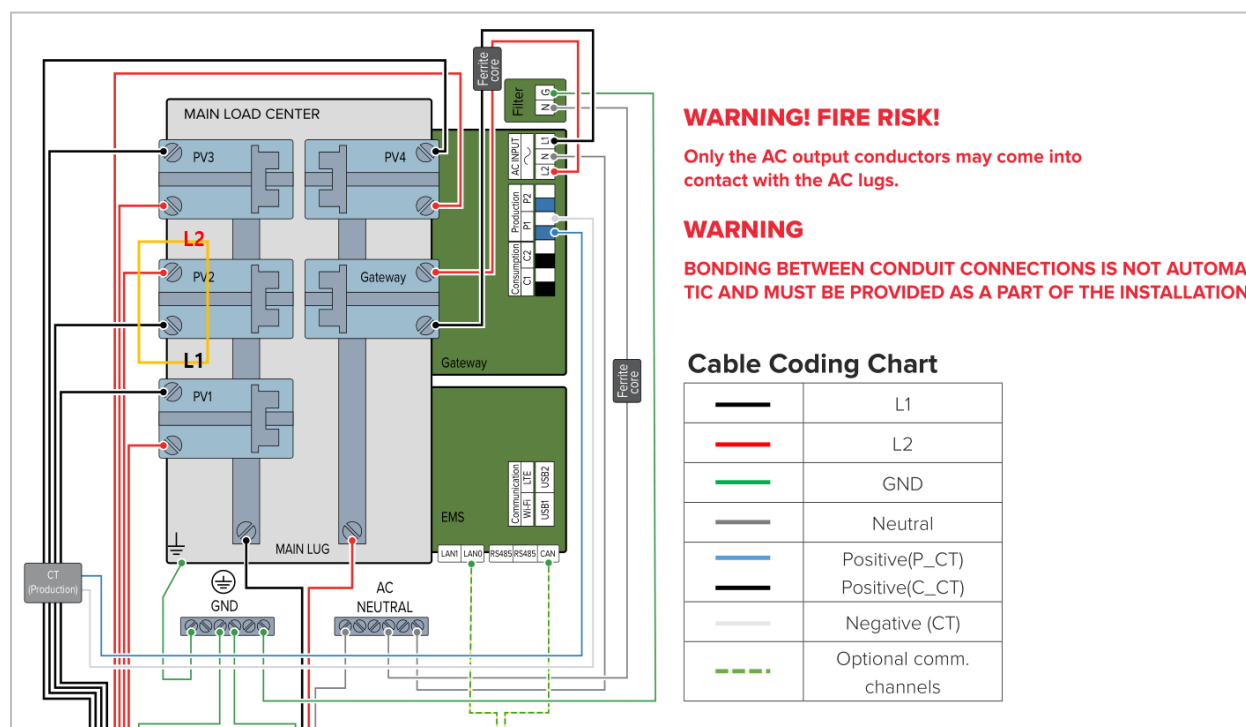 Ferrite
core
Filter
G
N
MAIN LOAD CENTER
PV3
PV4
AC INPUT
L1
N
L2
Production
P2
P1
Consumption
C2
C1
L2
PV2
Gateway
L1
Gateway
PV1
Ferrite
core
Communication
Wi-Fi LTE
USB1 USB2
EMS
MAIN LUG
LAN1 LAN0 RS485 RS485 CAN
CT
(Production)
GND
AC
NEUTRAL
WARNING! FIRE RISK!
Only the AC output conductors may come into
contact with the AC lugs.
WARNING
BONDING BETWEEN CONDUIT CONNECTIONS IS NOT AUTOMA
TIC AND MUST BE PROVIDED AS A PART OF THE INSTALLATION
Cable Coding Chart
L1
L2
GND
Neutral
Positive(P_CT)
Positive(C_CT)
Negative (CT)
Optional comm.
channels